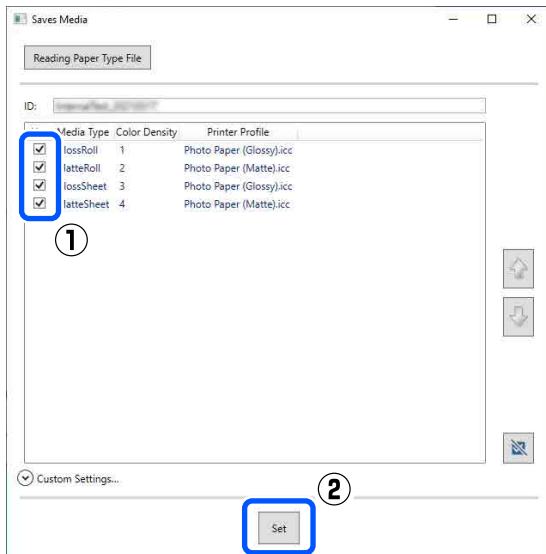 Saves Media
Reading Paper Type File
ID:
Media Type Color Density Printer Profile
lossRoll 1 Photo Paper (Glossy).icc
latteRoll 2 Photo Paper (Matte).icc
lossSheet 3 Photo Paper (Glossy).icc
latteSheet 4 Photo Paper (Matte).icc
①
Custom Settings...
②
Set